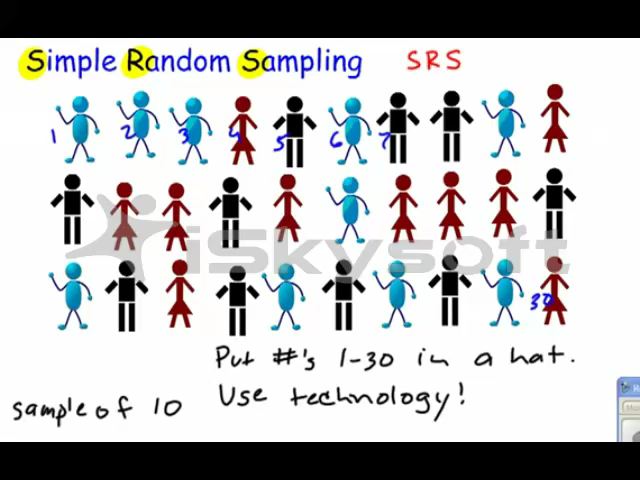 Simple Random Sampling SRS
1 2 3 4 5 6 7
iSkysoft
30
Put #'s 1-30 in a hat.
Use technology!
sample of 10